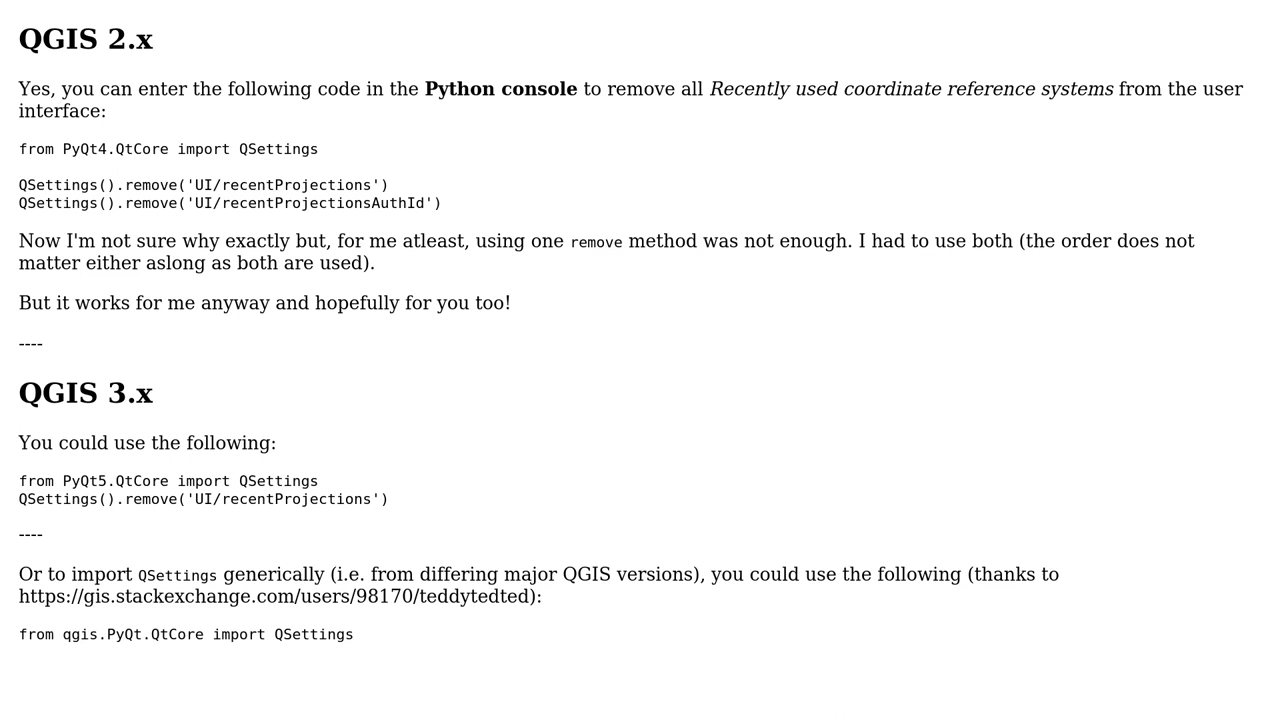 QGIS 2.x
Yes, you can enter the following code in the Python console to remove all Recently used coordinate reference systems from the user
interface:
from PyQt4.QtCore import QSettings
QSettings().remove('UI/recentProjections')
QSettings().remove('UI/recentProjectionsAuthId')
Now I'm not sure why exactly but, for me atleast, using one remove method was not enough. I had to use both (the order does not
matter either aslong as both are used).
But it works for me anyway and hopefully for you too!
----
QGIS 3.x
You could use the following:
from PyQt5.QtCore import QSettings
QSettings().remove('UI/recentProjections')
----
Or to import QSettings generically (i.e. from differing major QGIS versions), you could use the following (thanks to
https://gis.stackexchange.com/users/98170/teddytedted):
from qgis.PyQt.QtCore import QSettings